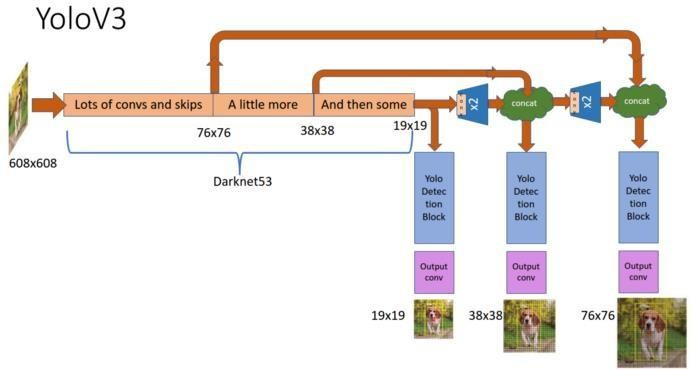 YoloV3
Lots of convs and skips
A little more
And then some
x2
concat
x2
concat
76x76
38x38
19x19
608x608
Darknet53
Yolo
Detec
tion
Block
Yolo
Detec
tion
Block
Yolo
Detec
tion
Block
Output
conv
Output
conv
Output
conv
19x19
38x38
76x76